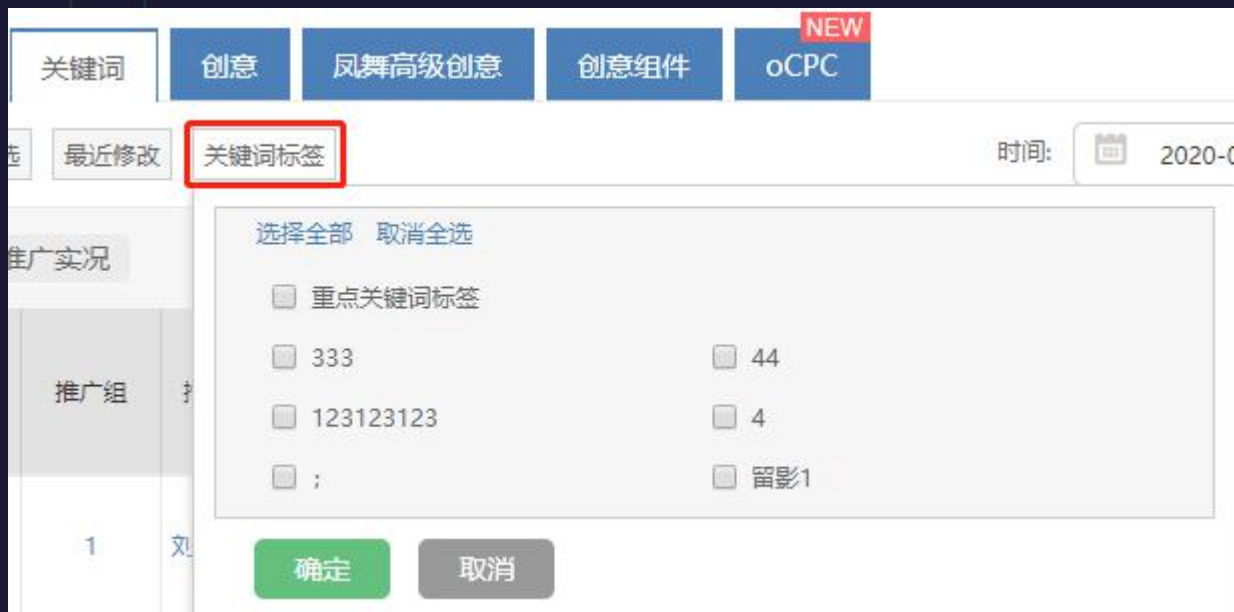 NEW
关键词 创意 凤舞高级创意 创意组件 oCPC
最近修改 关键词标签 时间: 2020-0
选择全部 取消全选
推广实况
重点关键词标签
333 44
推广组
123123123 4
; 留影1
1 刘
确定 取消